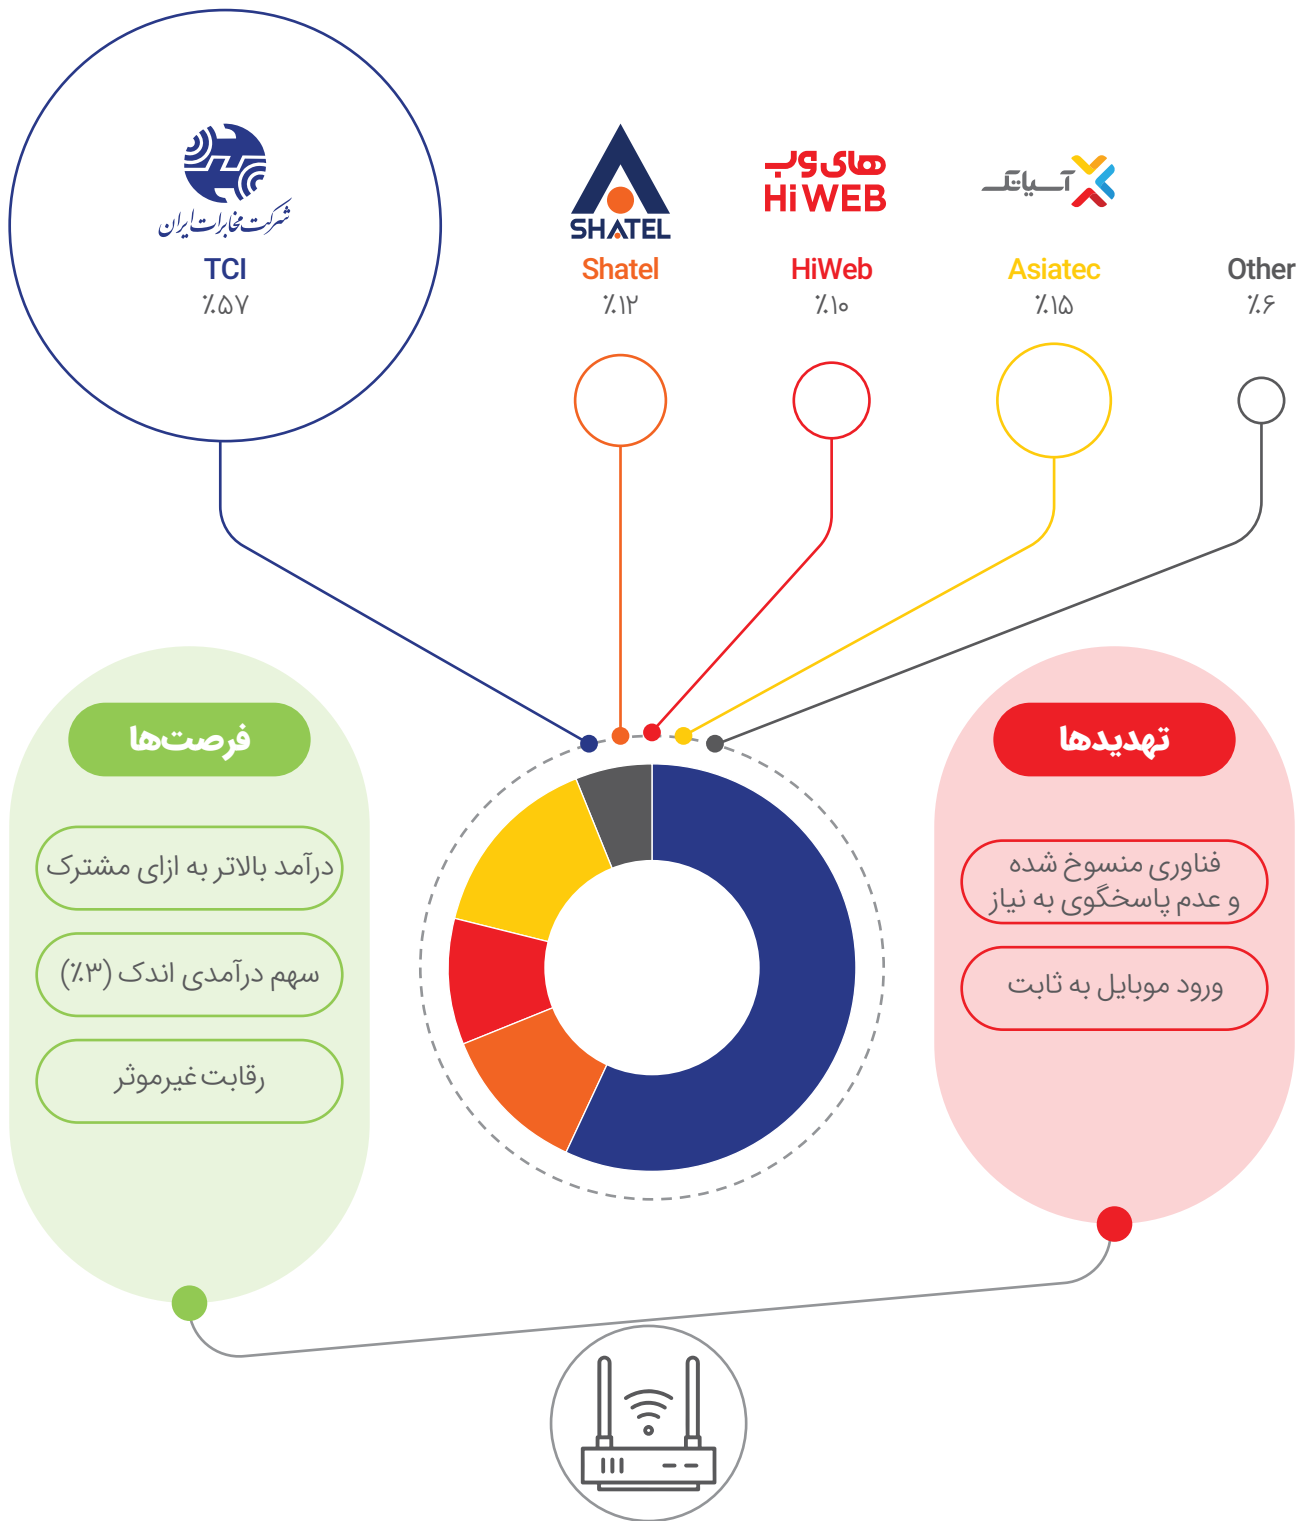 شرکت مخابرات ایران
TCI
٪۵۷
SHATEL
Shatel
٪۱۲
های وب
HiWEB
HiWeb
٪۱۰
آسیاتک
Asiatec
٪۱۵
Other
٪۶
فرصت‌ها
درآمد بالاتر به ازای مشترک
سهم درآمدی اندک (۳٪)
رقابت غیرموثر
تهدیدها
فناوری منسوخ شده
و عدم پاسخگوی به نیاز
ورود موبایل به ثابت